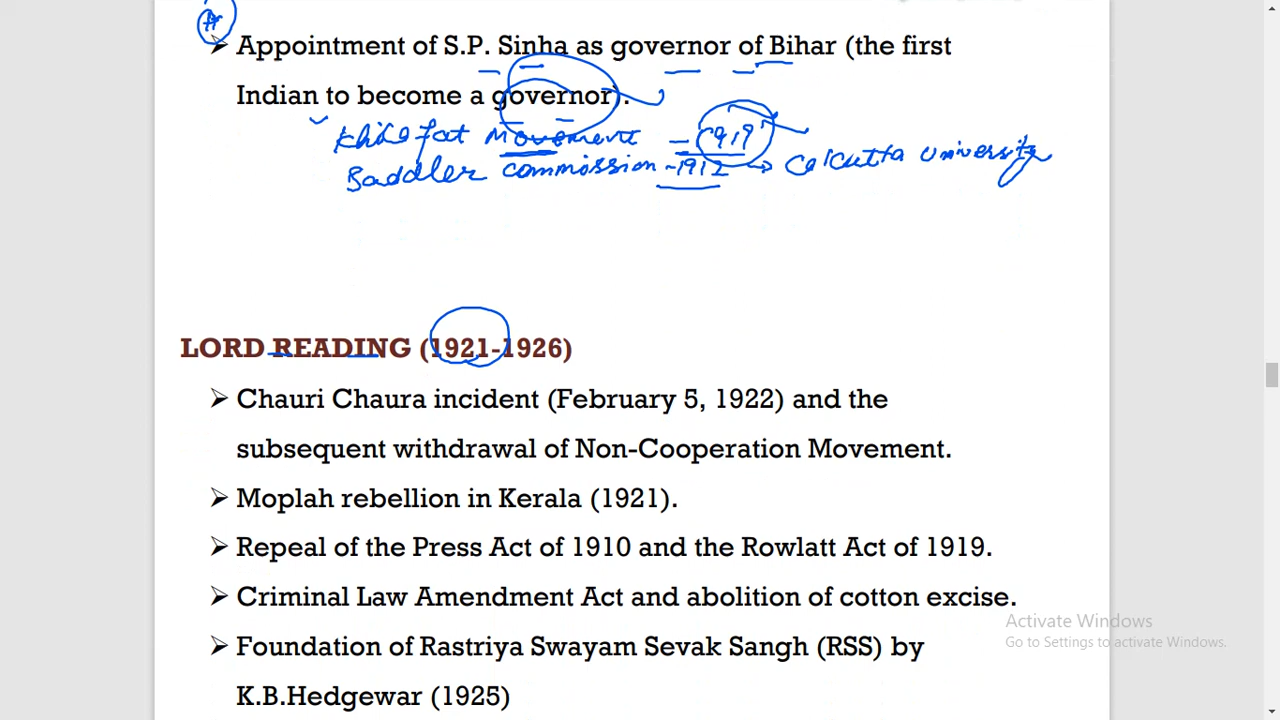 ➢ Appointment of S.P. Sinha as governor of Bihar (the first
Indian to become a governor).
Khilafat Movement - 1919
Saddler commission - 1912 → Calcutta University
LORD READING (1921-1926)
➢ Chauri Chaura incident (February 5, 1922) and the
subsequent withdrawal of Non-Cooperation Movement.
➢ Moplah rebellion in Kerala (1921).
➢ Repeal of the Press Act of 1910 and the Rowlatt Act of 1919.
➢ Criminal Law Amendment Act and abolition of cotton excise.
➢ Foundation of Rastriya Swayam Sevak Sangh (RSS) by
K.B.Hedgewar (1925)
Activate Windows
Go to Settings to activate Windows.